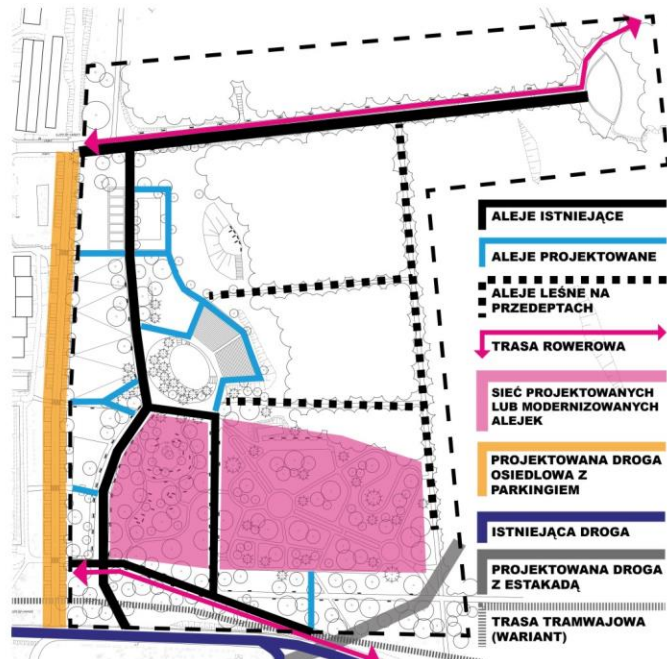 ALEJE ISTNIEJĄCE
ALEJE PROJEKTOWANE
ALEJE LEŚNE NA
PRZEDEPTACH
TRASA ROWEROWA
SIEĆ PROJEKTOWANYCH
LUB MODERNIZOWANYCH
ALEJEK
PROJEKTOWANA DROGA
OSIEDLOWA Z
PARKINGIEM
ISTNIEJĄCA DROGA
PROJEKTOWANA DROGA
Z ESTAKADĄ
TRASA TRAMWAJOWA
(WARIANT)